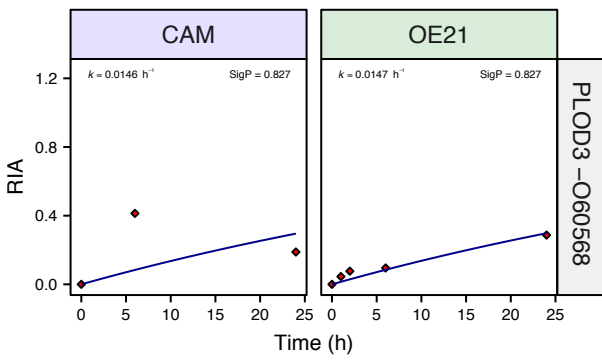 CAM
OE21
k = 0.0146 h⁻¹
SigP = 0.827
k = 0.0147 h⁻¹
SigP = 0.827
PLOD3 −O60568
RIA
1.2
0.8
0.4
0.0
0 5 10 15 20 25
0 5 10 15 20 25
Time (h)